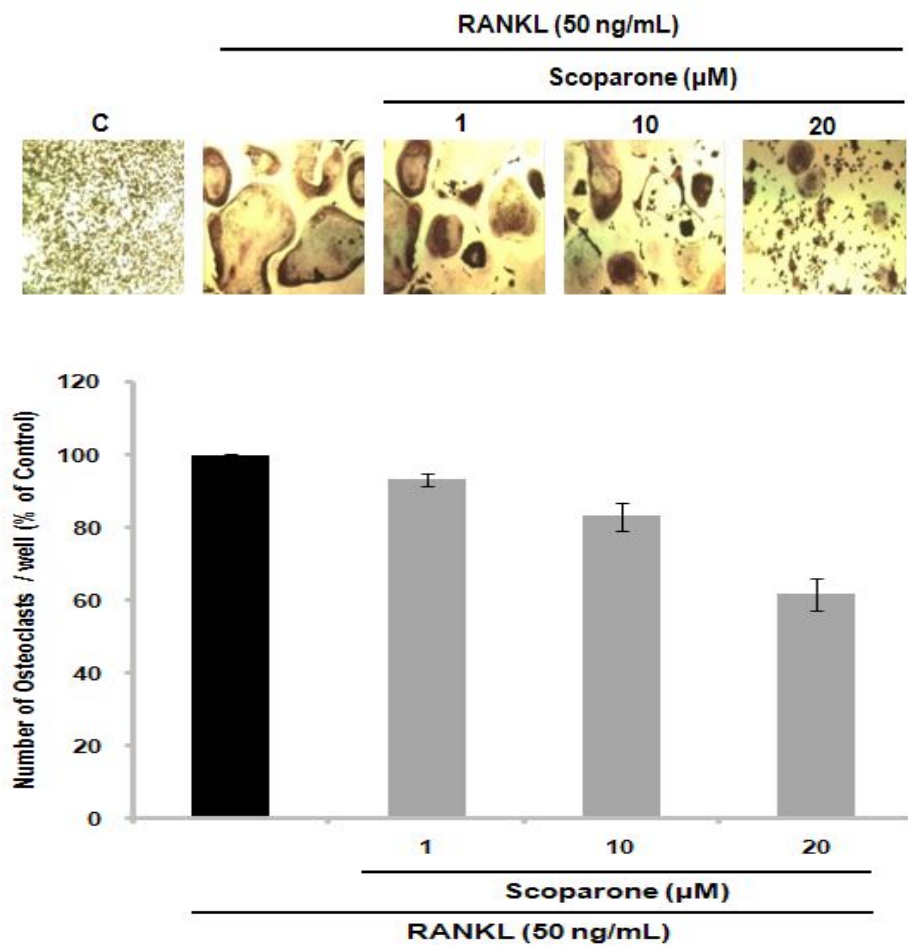 RANKL (50 ng/mL)
Scoparone (µM)
C 1 10 20
Number of Osteoclasts / well (% of Control)
120
100
80
60
40
20
0
1 10 20
Scoparone (µM)
RANKL (50 ng/mL)